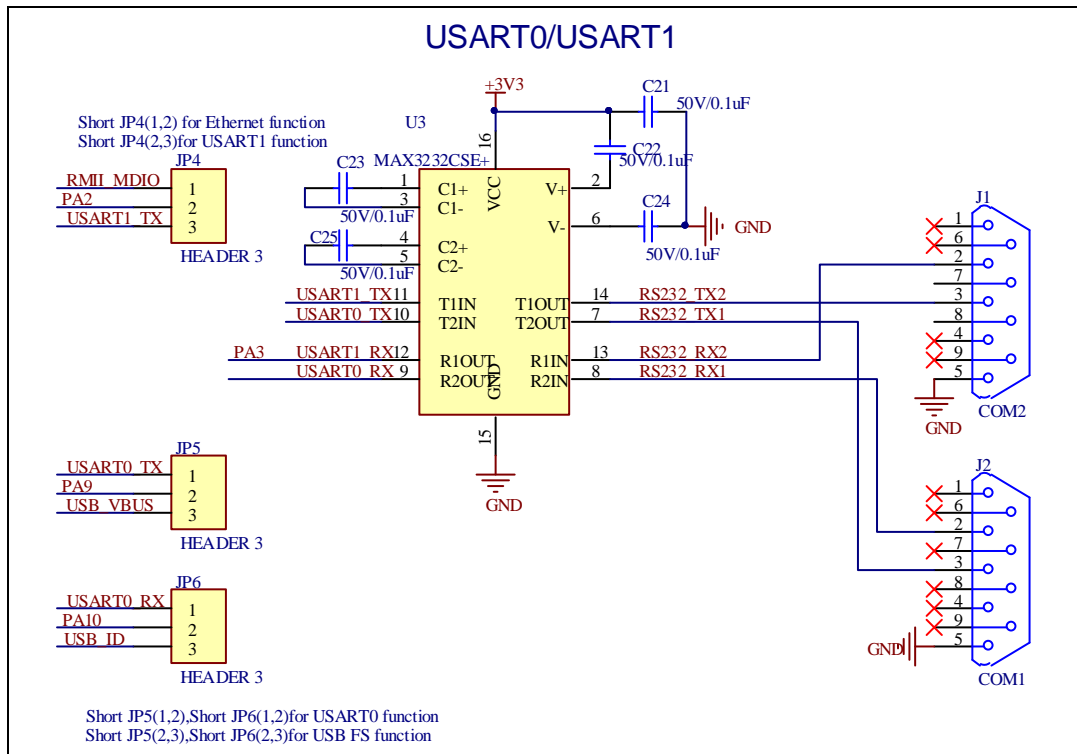 USART0/USART1
Short JP4(1,2) for Ethernet function
Short JP4(2,3)for USART1 function
JP4
RMII_MDIO 1
PA2 2
USART1_TX 3
HEADER 3
+3V3
U3
MAX3232CSE+
16
VCC
C21
50V/0.1uF
C22
50V/0.1uF
C23
50V/0.1uF
C24
50V/0.1uF
GND
C25
50V/0.1uF
1 C1+
3 C1-
4 C2+
5 C2-
V+ 2
V- 6
USART1_TX 11 T1IN
USART0_TX 10 T2IN
PA3 USART1_RX 12 R1OUT
USART0_RX 9 R2OUT
T1OUT 14 RS232_TX2
T2OUT 7 RS232_TX1
R1IN 13 RS232_RX2
R2IN 8 RS232_RX1
GND
15
GND
J1
1
6
2
7
3
8
4
9
5
GND
COM2
JP5
USART0_TX 1
PA9 2
USB_VBUS 3
HEADER 3
J2
1
6
2
7
3
8
4
9
5
GND
COM1
JP6
USART0_RX 1
PA10 2
USB_ID 3
HEADER 3
Short JP5(1,2),Short JP6(1,2)for USART0 function
Short JP5(2,3),Short JP6(2,3)for USB FS function